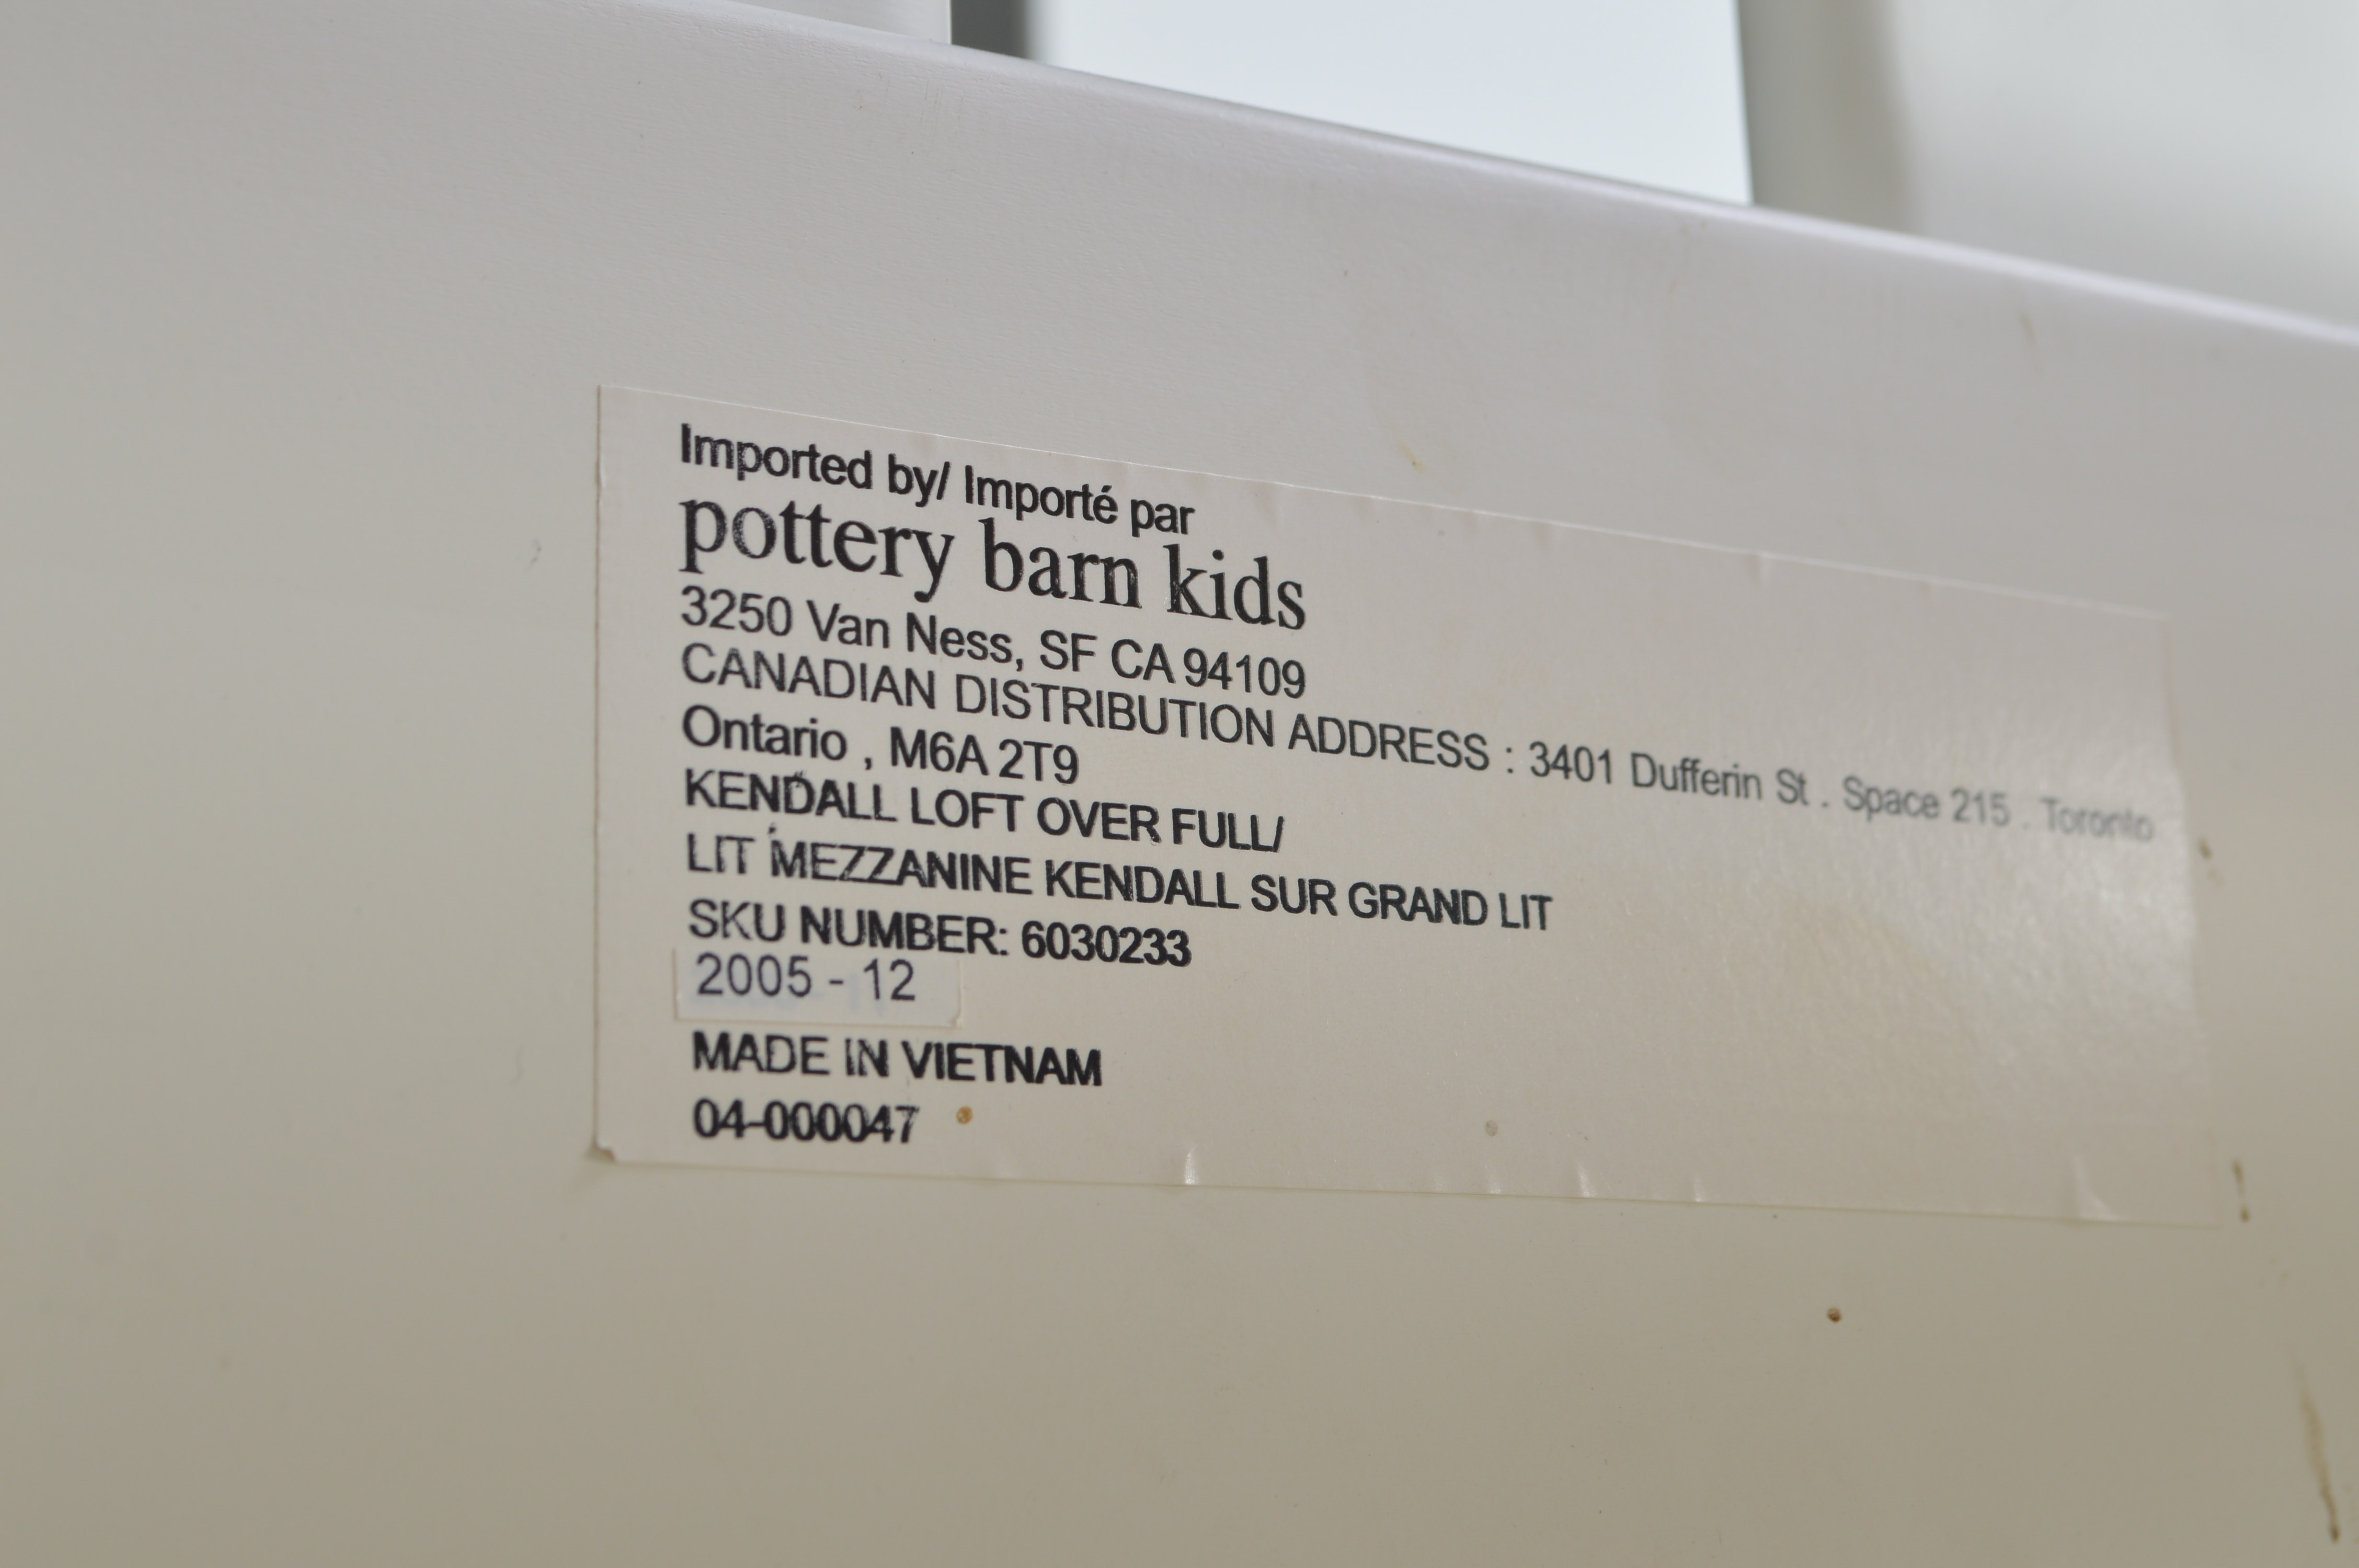 Imported by/ Importé par
pottery barn kids
3250 Van Ness, SF CA 94109
CANADIAN DISTRIBUTION ADDRESS : 3401 Dufferin St . Space 215 . Toronto
Ontario , M6A 2T9
KENDALL LOFT OVER FULL/
LIT MEZZANINE KENDALL SUR GRAND LIT
SKU NUMBER: 6030233
2005 - 12
MADE IN VIETNAM
04-000047